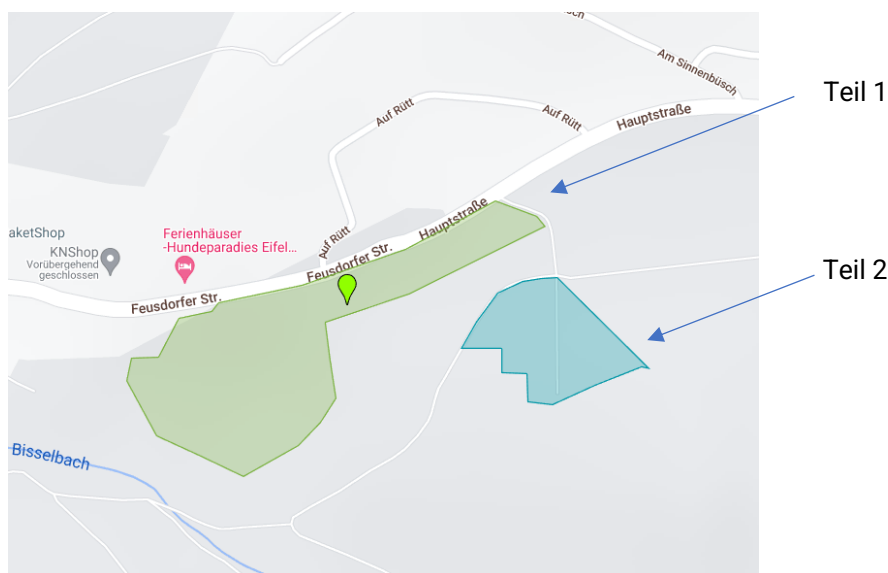 sch
Am Sinnenbüsch
Teil 1
Auf Rütt
Auf Rütt
Hauptstraße
Hauptstraße
aketShop
KNShop
Vorübergehend
geschlossen
Ferienhäuser
-Hundeparadies Eifel...
Auf Rütt
Feusdorfer Str.
Teil 2
Feusdorfer Str.
Bisselbach